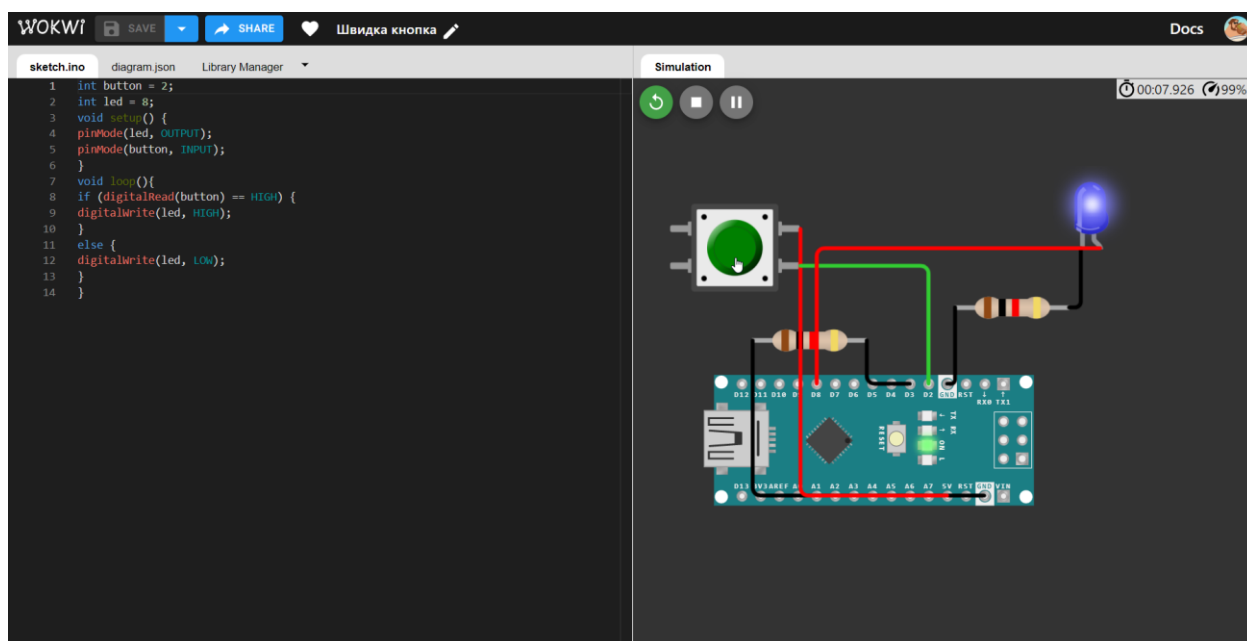 WOKWi SAVE SHARE Швидка кнопка Docs
sketch.ino diagram.json Library Manager
Simulation
1 int button = 2;
2 int led = 8;
3 void setup() {
4 pinMode(led, OUTPUT);
5 pinMode(button, INPUT);
6 }
7 void loop(){
8 if (digitalRead(button) == HIGH) {
9 digitalWrite(led, HIGH);
10 }
11 else {
12 digitalWrite(led, LOW);
13 }
14 }
00:07.926 99%
D12 D11 D10 D8 D7 D6 D5 D4 D3 D2 GND RST
RX0 TX1
RESET
TX RX ON L
D13 AREF A1 A2 A3 A4 A5 A6 A7 5V RST GND VIN